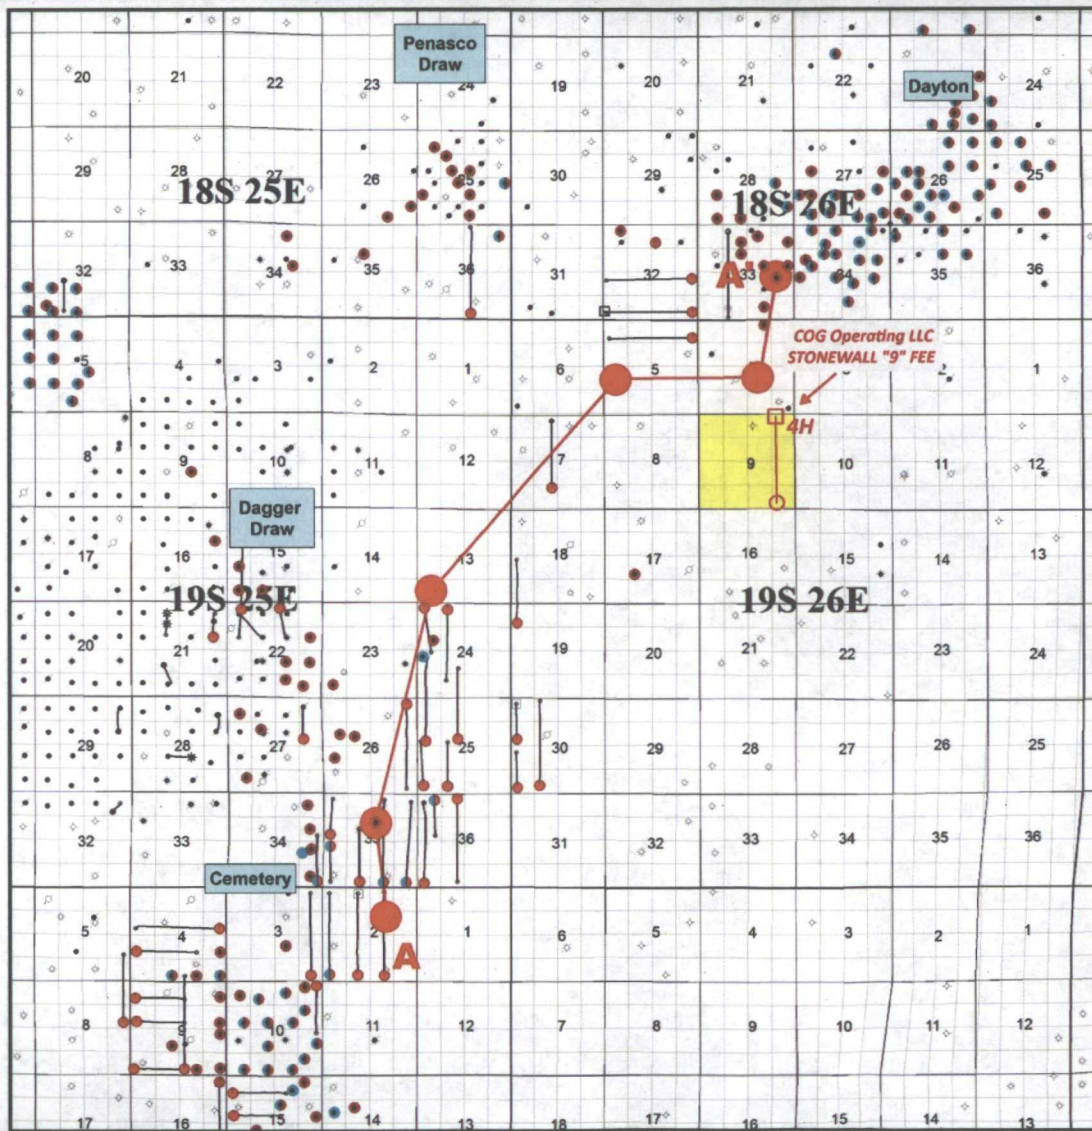 Penasco
Draw
Dayton
20 21 22 23 24 19 20 21 22 24
29 28 27 26 25 30 29 28 27 26 25
18S 25E
18S 26E
32 33 34 35 36 31 32 33 34 35 36
A'
COG Operating LLC
STONEWALL "9" FEE
5 4 3 2 1 6 5 2 1
4H
8 9 10 11 12 7 8 9 10 11 12
Dagger
Draw
17 16 15 14 13 18 17 16 15 14 13
19S 25E
19S 26E
20 21 22 23 19 20 21 22 23 24
29 28 27 26 25 30 29 28 27 26 25
32 33 34 36 31 32 33 34 35 36
Cemetery
5 4 3 2 1 6 5 4 3 2 1
A
8 9 10 11 12 7 8 9 10 11 12
17 16 15 14 17 16 15 14 13